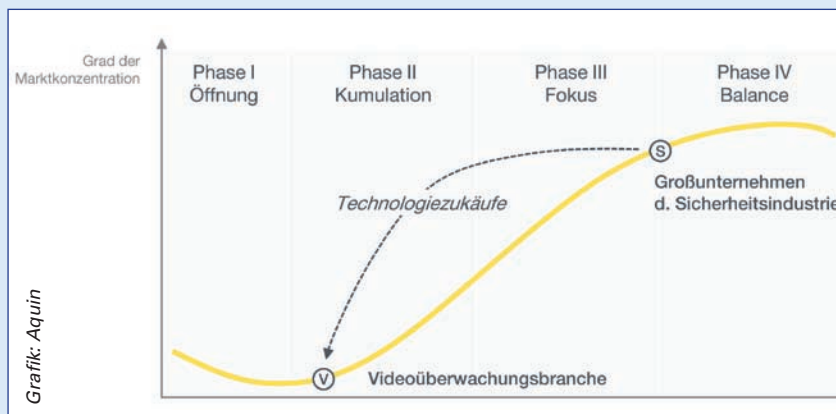 Grad der
Marktkonzentration
Phase I
Öffnung
Phase II
Kumulation
Phase III
Fokus
Phase IV
Balance
S
Großunternehmen
d. Sicherheitsindustrie
Technologiezukäufe
V
Videoüberwachungsbranche
Grafik: Aquin